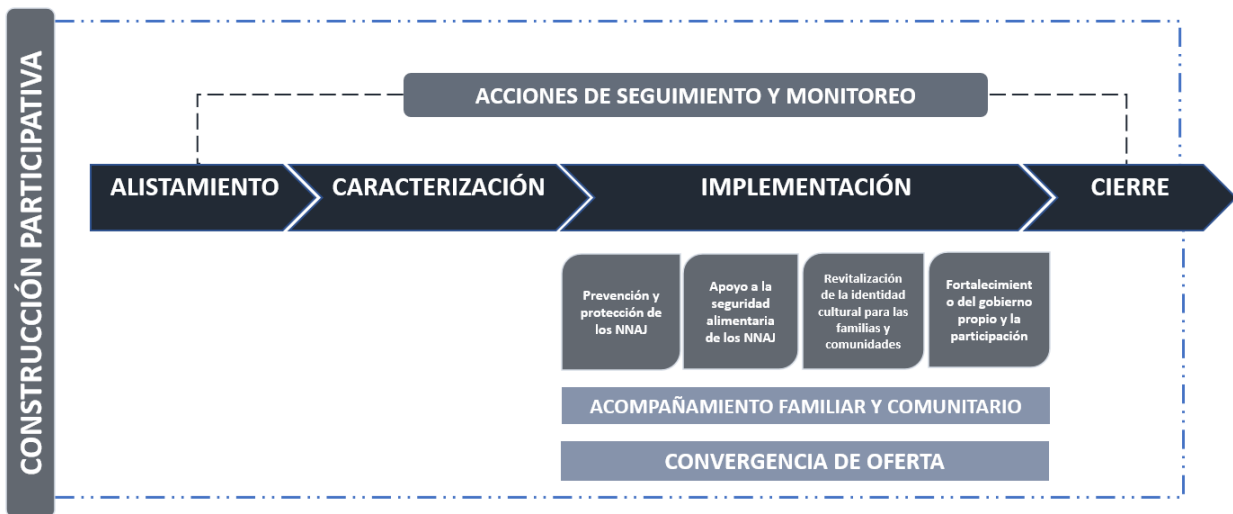 CONSTRUCCIÓN PARTICIPATIVA
ACCIONES DE SEGUIMIENTO Y MONITOREO
ALISTAMIENTO
CARACTERIZACIÓN
IMPLEMENTACIÓN
CIERRE
Prevención y
protección de
los NNAJ
Apoyo a la
seguridad
alimentaria
de los NNAJ
Revitalización
de la identidad
cultural para las
familias y
comunidades
Fortalecimient
o del gobierno
propio y la
participación
ACOMPAÑAMIENTO FAMILIAR Y COMUNITARIO
CONVERGENCIA DE OFERTA